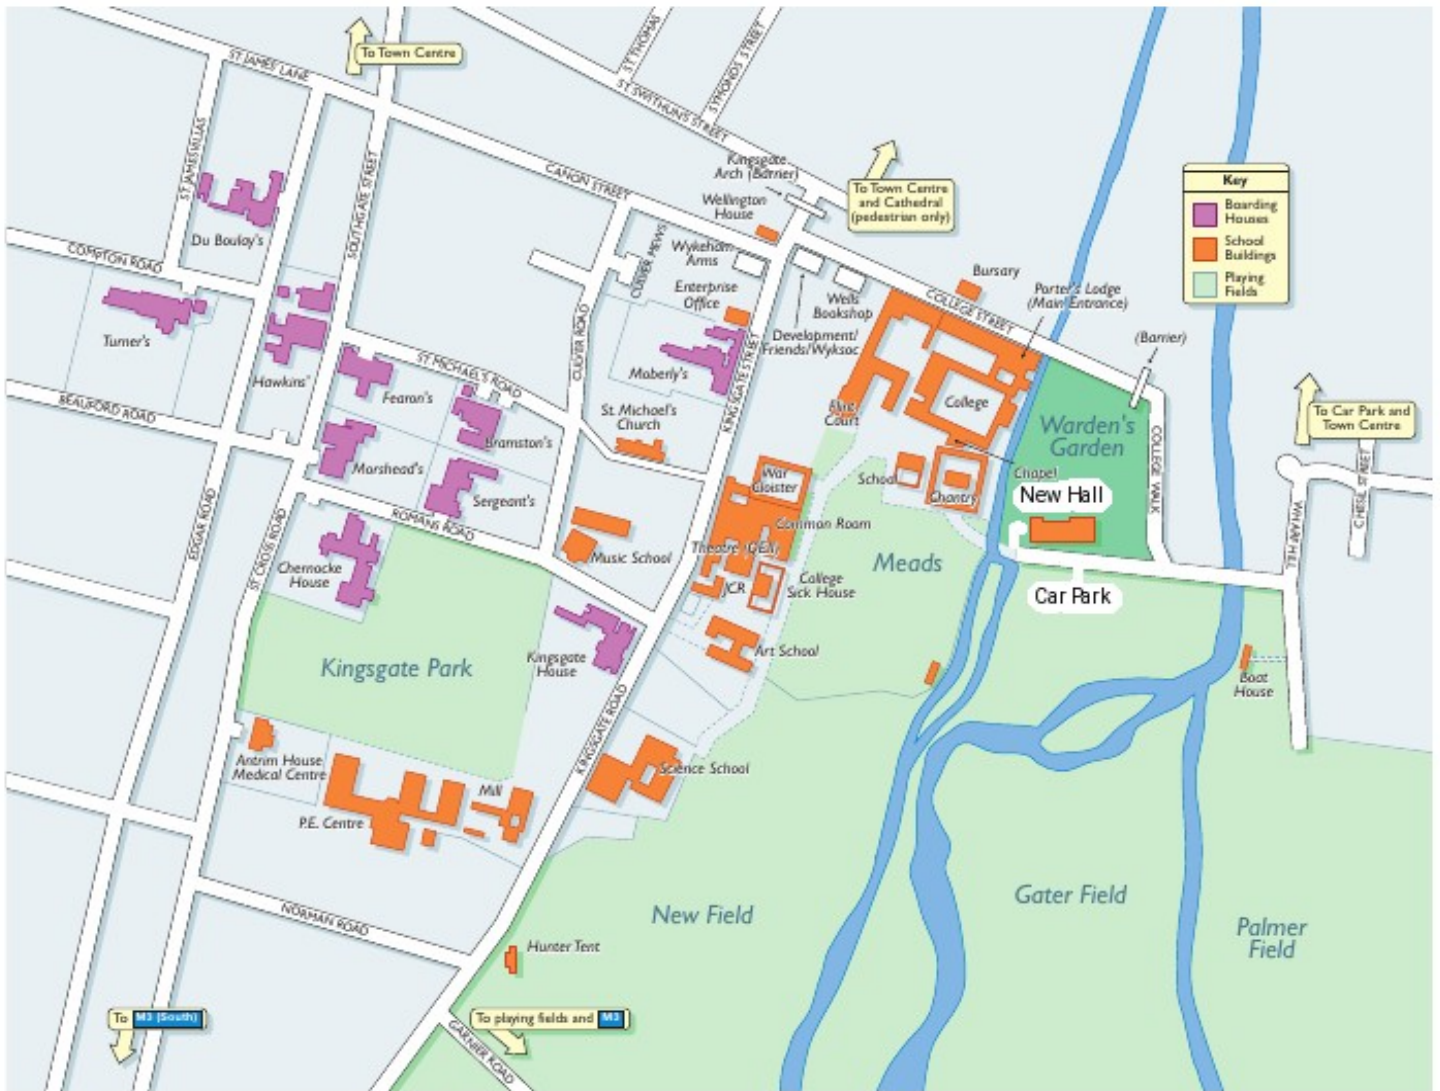 To Town Centre
ST JAMES LANE
ST THOMAS
SYMONDS STREET
ST SWITHUNS STREET
Kingsgate
Arch (Barrier)
To Town Centre
and Cathedral
(pedestrian only)
Key
Boarding
Houses
School
Buildings
Playing
Fields
ST JAMESVILLAS
SOUTHGATE STREET
CANON STREET
Wellington
House
Du Boulay's
COMPTON ROAD
CULVER MEWS
Wykeham
Arms
Enterprise
Office
Wells
Bookshop
Development/
Friends/Wyksoc
Bursary
COLLEGE STREET
Porter's Lodge
(Main Entrance)
(Barrier)
Turner's
Hawkins'
ST MICHAEL'S ROAD
CULVER ROAD
Moberly's
KINGSGATE STREET
BEAUFORD ROAD
Fearon's
Bramston's
St. Michael's
Church
Flint
Court
College
Warden's
Garden
COLLEGE WALK
To Car Park and
Town Centre
CHESIL STREET
WHARF HILL
Morshead's
Sergeant's
War
Cloister
School
Chantry
Chapel
New Hall
EDGAR ROAD
ST CROSS ROAD
ROMANS ROAD
Music School
Common Room
Theatre (QEII)
JCR
College
Sick House
Meads
Car Park
Chernocke
House
Kingsgate Park
Kingsgate
House
Art School
Boat
House
KINGSGATE ROAD
Antrim House
Medical Centre
P.E. Centre
Mill
Science School
New Field
Gater Field
Palmer
Field
NORMAN ROAD
Hunter Tent
To M3 (South)
To playing fields and M3
GARNIER ROAD